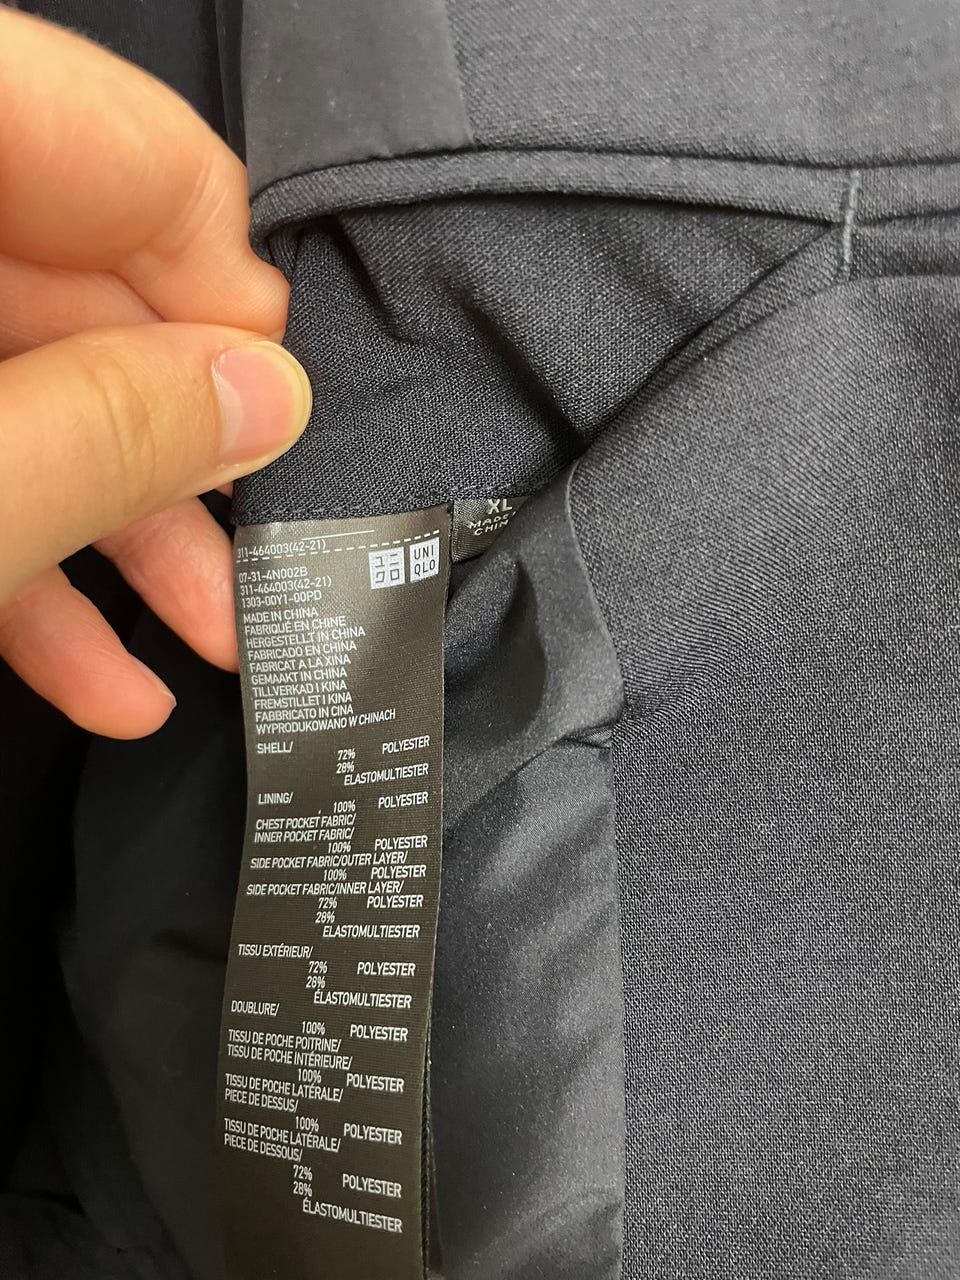 XL
MADE
CHIN
311-464003(42-21)
ユニ
クロ
UNI
QLO
07-31-4N002B
311-464003(42-21)
1303-00Y1-00PD
MADE IN CHINA
FABRIQUÉ EN CHINE
HERGESTELLT IN CHINA
FABRICADO EN CHINA
FABRICAT A LA XINA
GEMAAKT IN CHINA
TILLVERKAD I KINA
FREMSTILLET I KINA
FABBRICATO IN CINA
WYPRODUKOWANO W CHINACH
SHELL/
72% POLYESTER
28%
ELASTOMULTIESTER
LINING/
100% POLYESTER
CHEST POCKET FABRIC/
INNER POCKET FABRIC/
100% POLYESTER
SIDE POCKET FABRIC/OUTER LAYER/
100% POLYESTER
SIDE POCKET FABRIC/INNER LAYER/
72% POLYESTER
28%
ELASTOMULTIESTER
TISSU EXTÉRIEUR/
72% POLYESTER
28%
ÉLASTOMULTIESTER
DOUBLURE/
100% POLYESTER
TISSU DE POCHE POITRINE/
TISSU DE POCHE INTÉRIEURE/
100% POLYESTER
TISSU DE POCHE LATÉRALE/
PIECE DE DESSUS/
100% POLYESTER
TISSU DE POCHE LATÉRALE/
PIECE DE DESSOUS/
72% POLYESTER
28%
ÉLASTOMULTIESTER